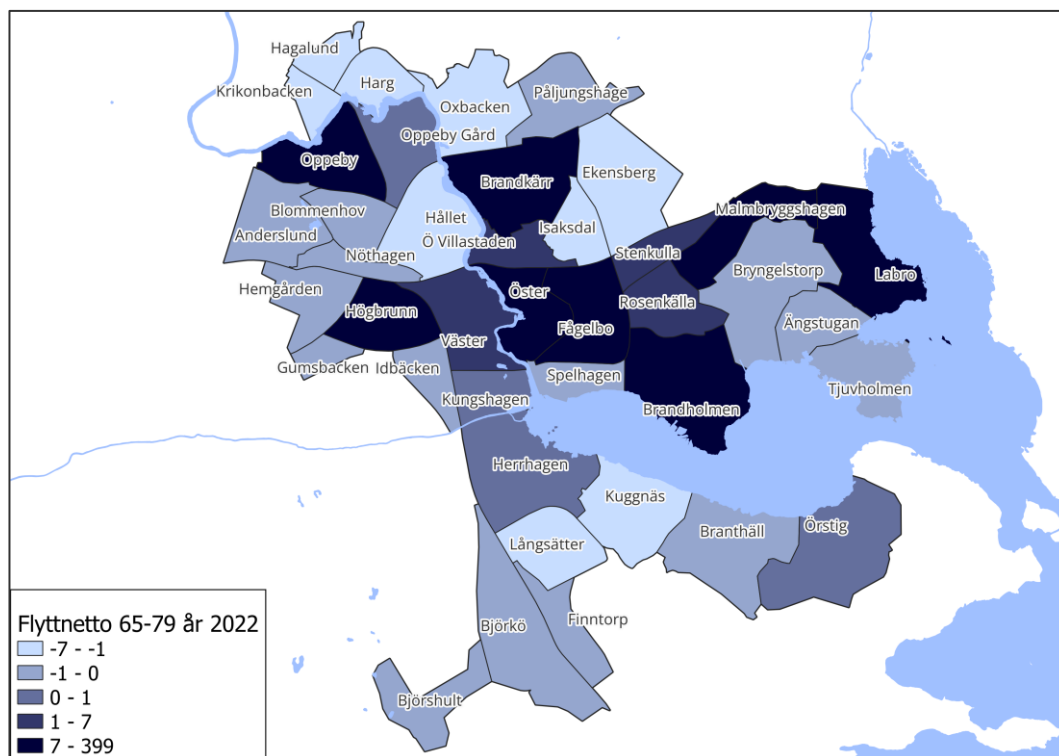 Hagalund
Harg
Krikonbacken
Oxbacken
Påljungshage
Oppeby Gård
Oppeby
Brandkärr
Ekensberg
Blommenhov
Malmbryggshagen
Hållet
Isaksdal
Anderslund
Ö Villastaden
Nöthagen
Stenkulla
Bryngelstorp
Labro
Hemgården
Öster
Rosenkälla
Högbrunn
Fågelbo
Ängstugan
Väster
Gumsbacken
Idbäcken
Spelhagen
Tjuvholmen
Kungshagen
Brandholmen
Herrhagen
Kuggnäs
Örstig
Branthäll
Långsätter
Finntorp
Björkö
Björshult
Flyttnetto 65-79 år 2022
-7 - -1
-1 - 0
0 - 1
1 - 7
7 - 399